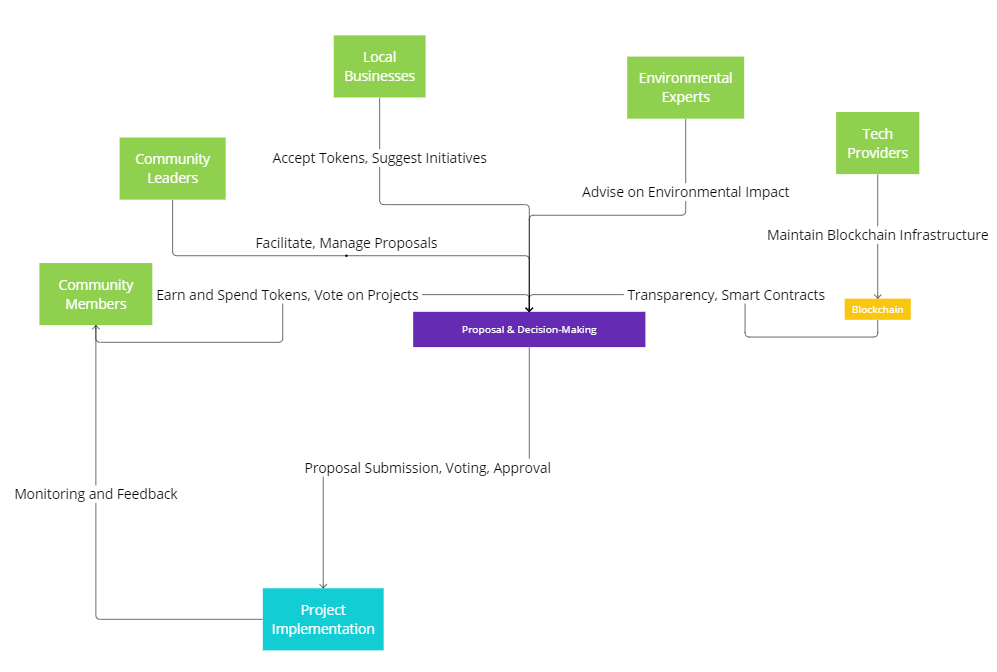 Local
Businesses
Environmental
Experts
Tech
Providers
Community
Leaders
Accept Tokens, Suggest Initiatives
Advise on Environmental Impact
Maintain Blockchain Infrastructure
Facilitate, Manage Proposals
Community
Members
Earn and Spend Tokens, Vote on Projects
Transparency, Smart Contracts
Blockchain
Proposal & Decision-Making
Proposal Submission, Voting, Approval
Monitoring and Feedback
Project
Implementation